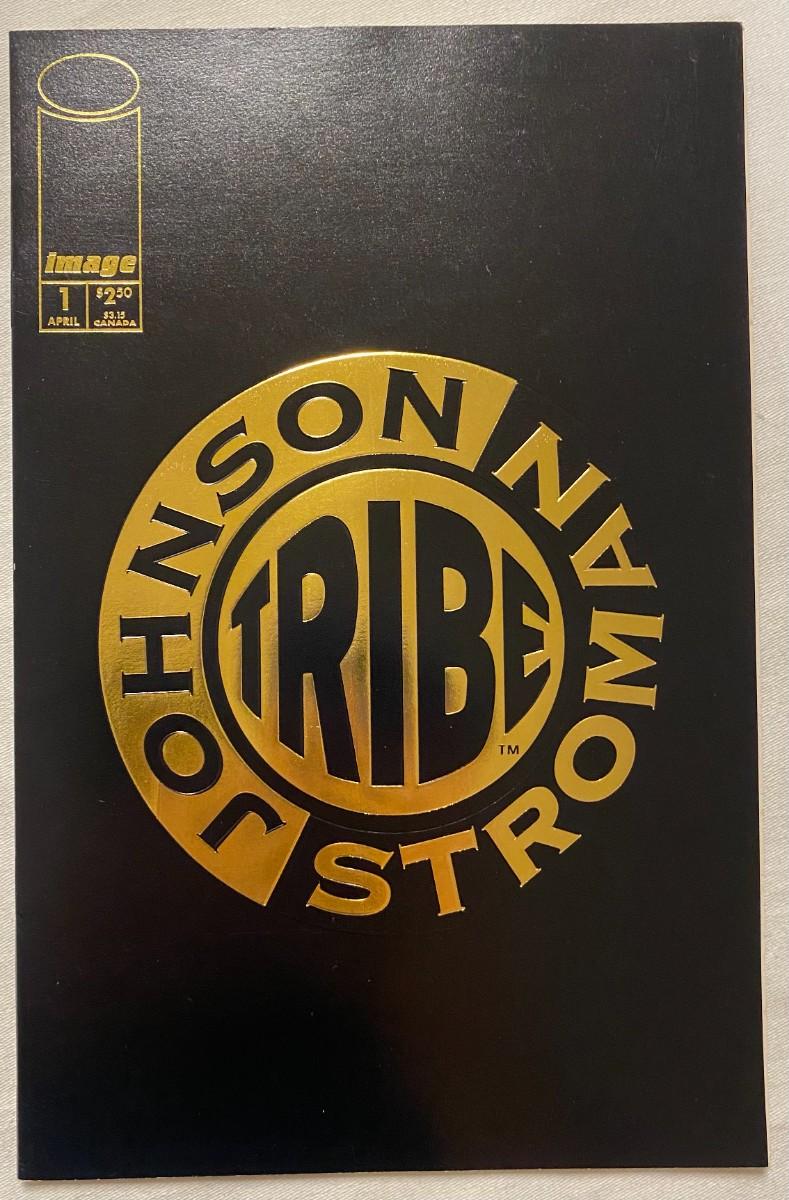 image
1 $2.50
APRIL $3.15
CANADA
JOHNSON
STROMAN
TRIBE
TM